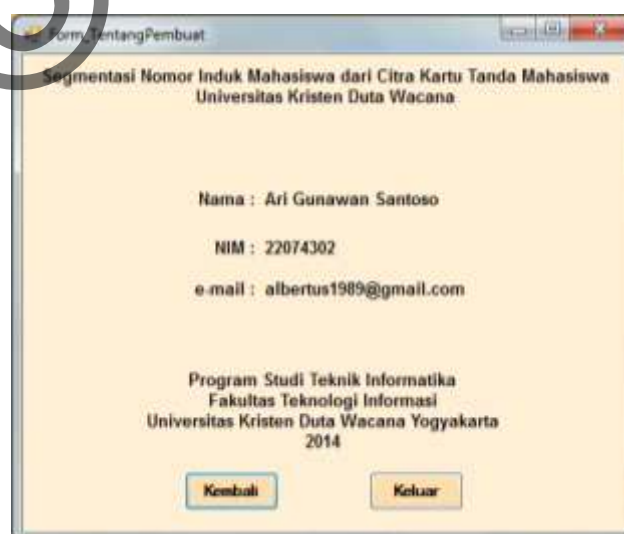 Form_TentangPembuat
Segmentasi Nomor Induk Mahasiswa dari Citra Kartu Tanda Mahasiswa
Universitas Kristen Duta Wacana
Nama : Ari Gunawan Santoso
NIM : 22074302
e-mail : albertus1989@gmail.com
Program Studi Teknik Informatika
Fakultas Teknologi Informasi
Universitas Kristen Duta Wacana Yogyakarta
2014
Kembali Keluar